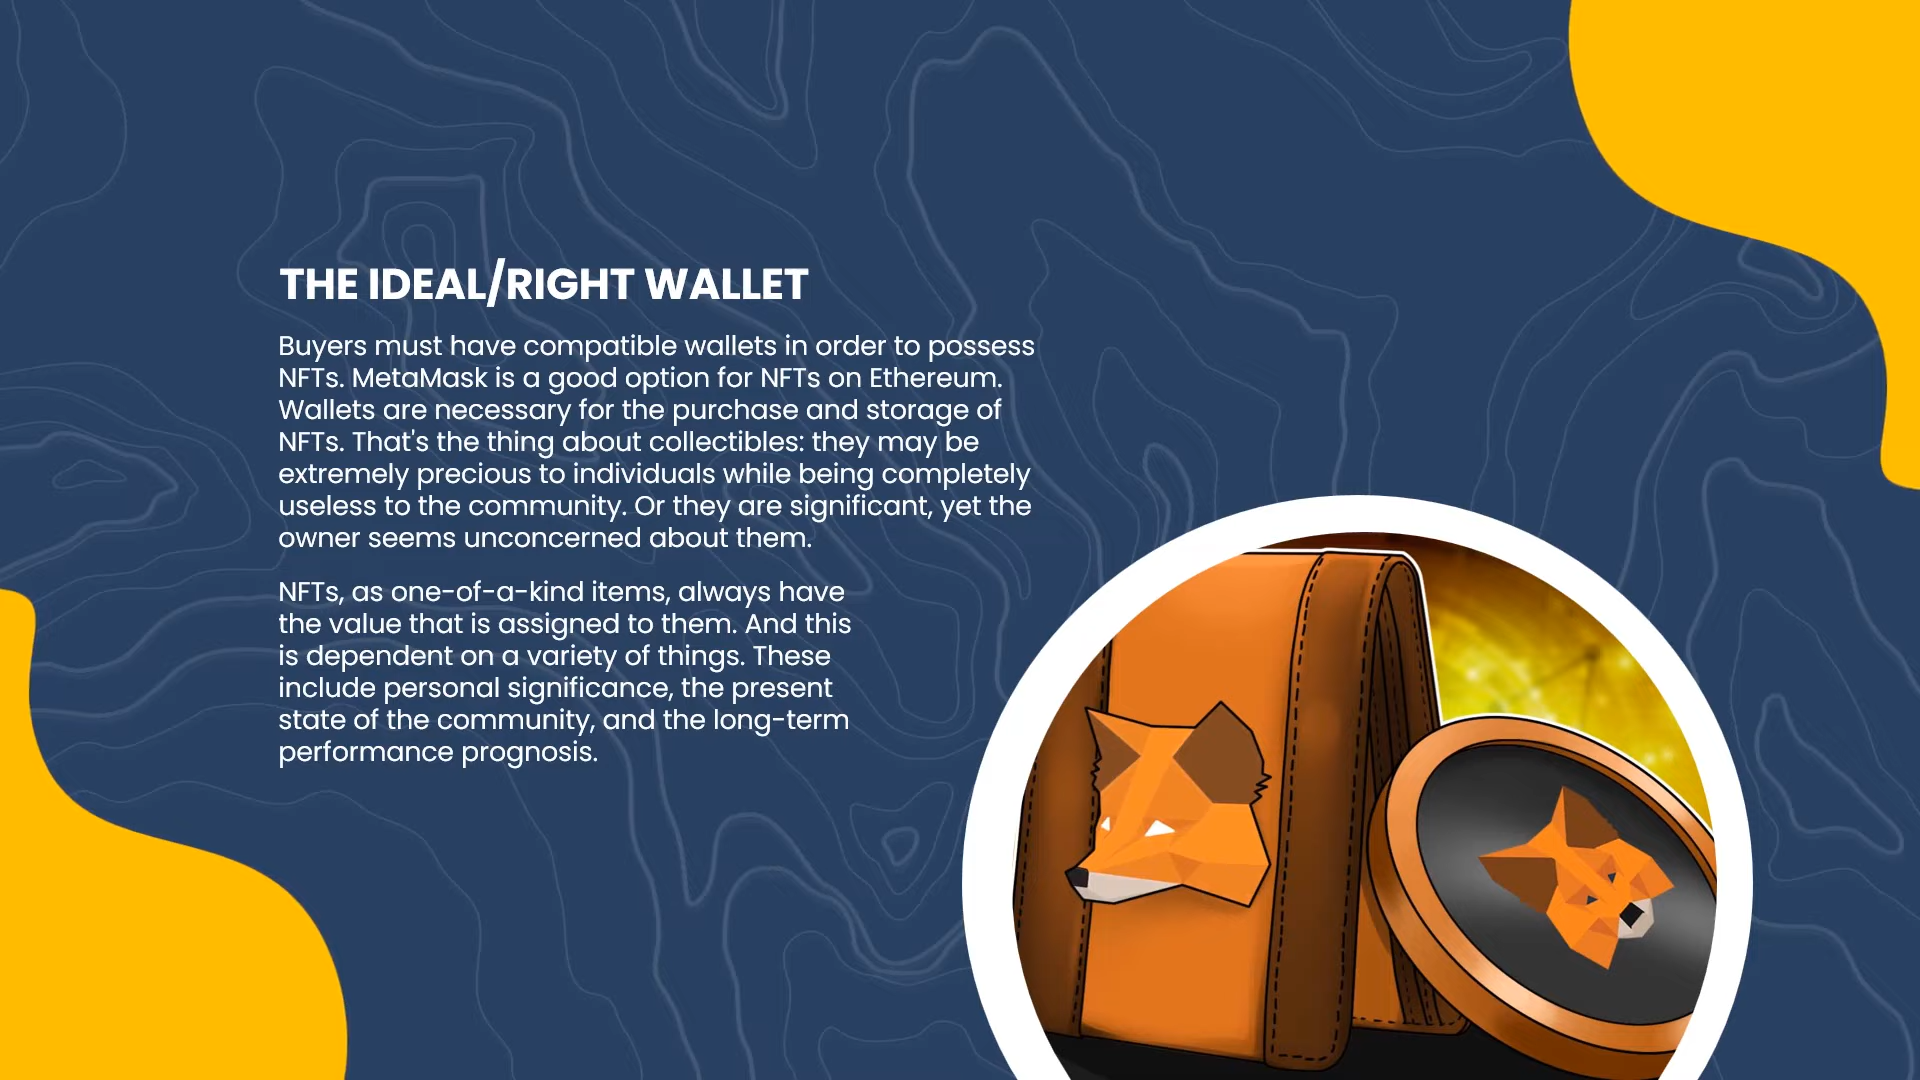 THE IDEAL/RIGHT WALLET
Buyers must have compatible wallets in order to possess
NFTs. MetaMask is a good option for NFTs on Ethereum.
Wallets are necessary for the purchase and storage of
NFTs. That's the thing about collectibles: they may be
extremely precious to individuals while being completely
useless to the community. Or they are significant, yet the
owner seems unconcerned about them.
NFTs, as one-of-a-kind items, always have
the value that is assigned to them. And this
is dependent on a variety of things. These
include personal significance, the present
state of the community, and the long-term
performance prognosis.